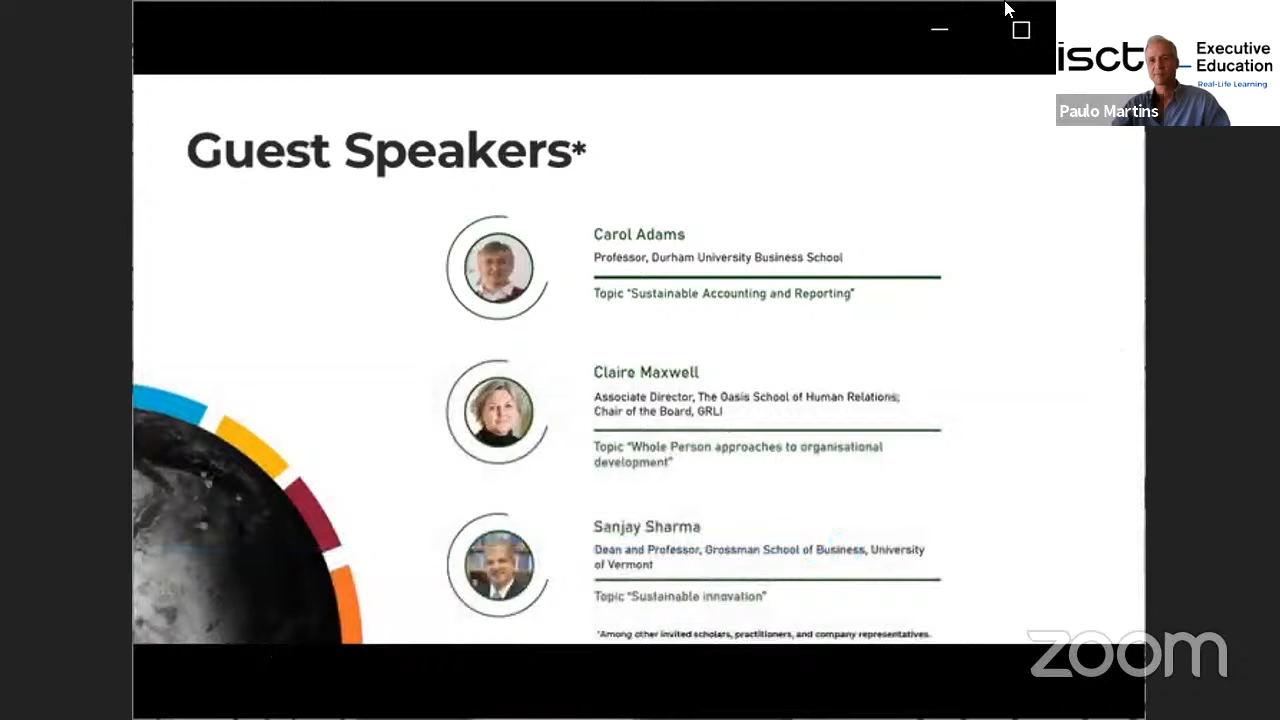 isct
Executive
Education
Real-Life Learning
Paulo Martins
Guest Speakers*
Carol Adams
Professor, Durham University Business School
Topic "Sustainable Accounting and Reporting"
Claire Maxwell
Associate Director, The Oasis School of Human Relations;
Chair of the Board, GRLI
Topic "Whole Person approaches to organisational
development"
Sanjay Sharma
Dean and Professor, Grossman School of Business, University
of Vermont
Topic "Sustainable innovation"
*Among other invited scholars, practitioners, and company representatives.
zoom